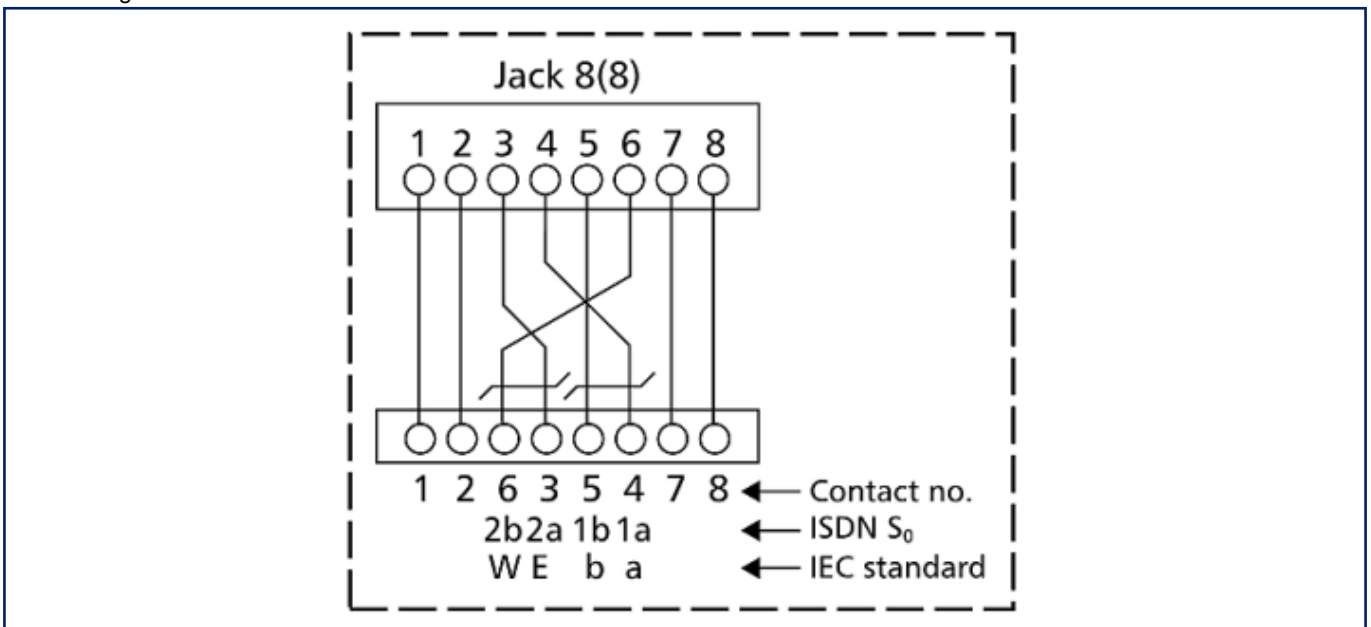 Jack 8(8)
1 2 3 4 5 6 7 8
1 2 6 3 5 4 7 8 Contact no.
2b 2a 1b 1a ISDN S₀
W E b a IEC standard